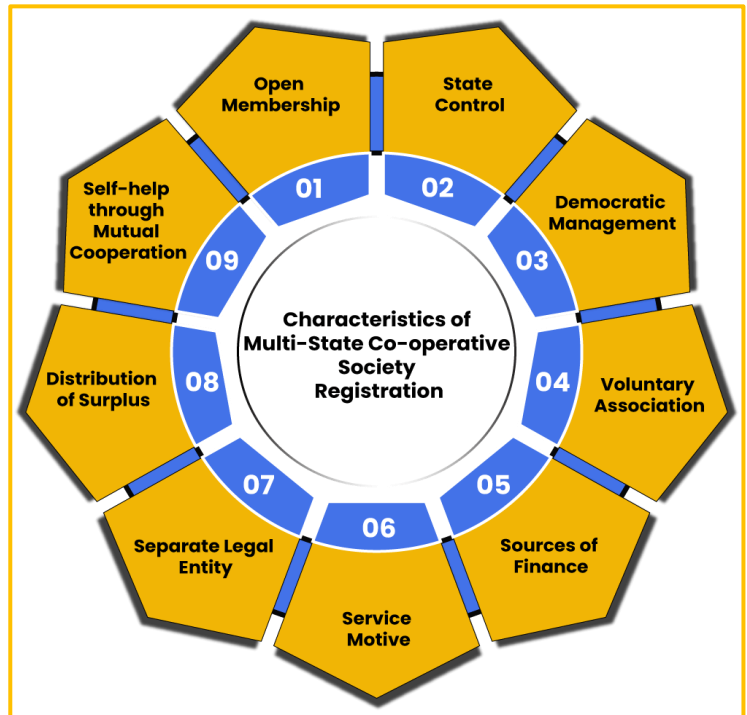 Characteristics of
Multi-State Co-operative
Society
Registration
01
Open
Membership
02
State
Control
03
Democratic
Management
04
Voluntary
Association
05
Sources of
Finance
06
Service
Motive
07
Separate Legal
Entity
08
Distribution
of Surplus
09
Self-help
through
Mutual
Cooperation